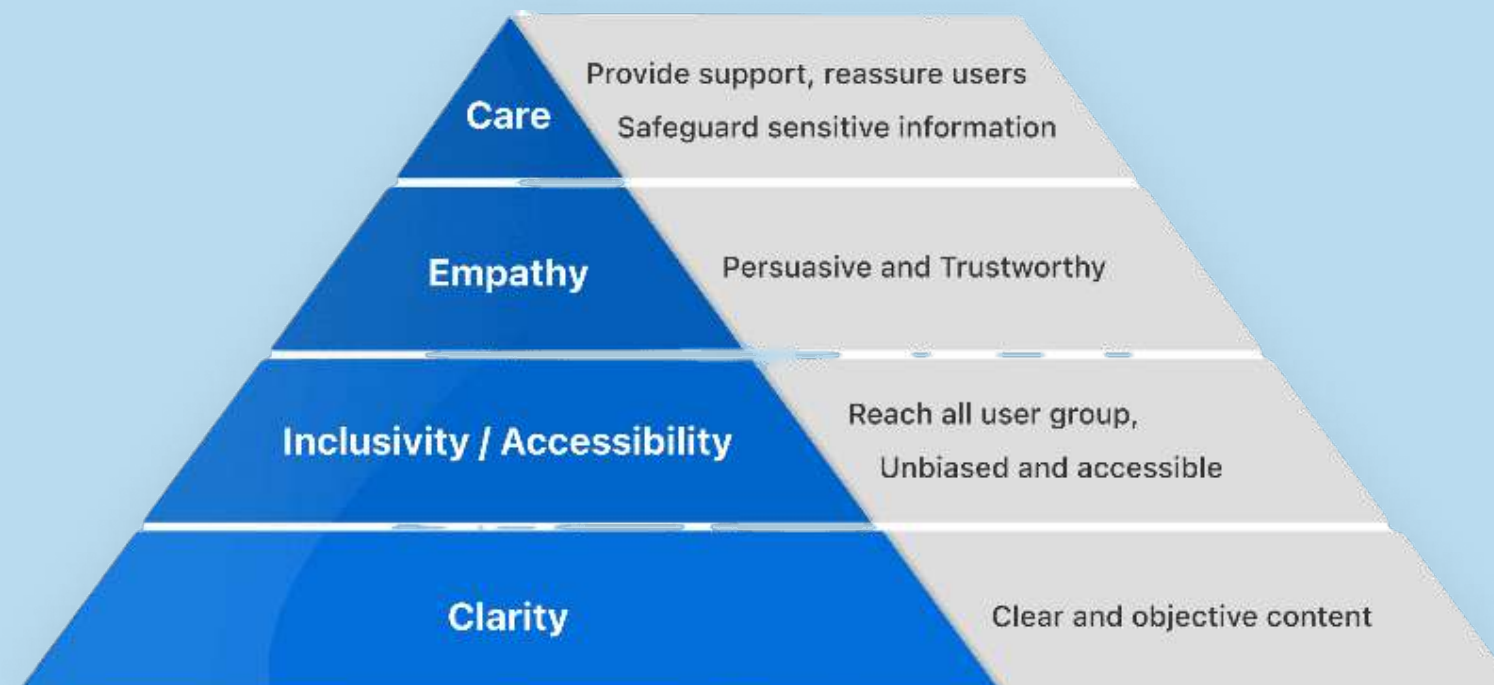 Care
Provide support, reassure users
Safeguard sensitive information
Empathy
Persuasive and Trustworthy
Inclusivity / Accessibility
Reach all user group,
Unbiased and accessible
Clarity
Clear and objective content